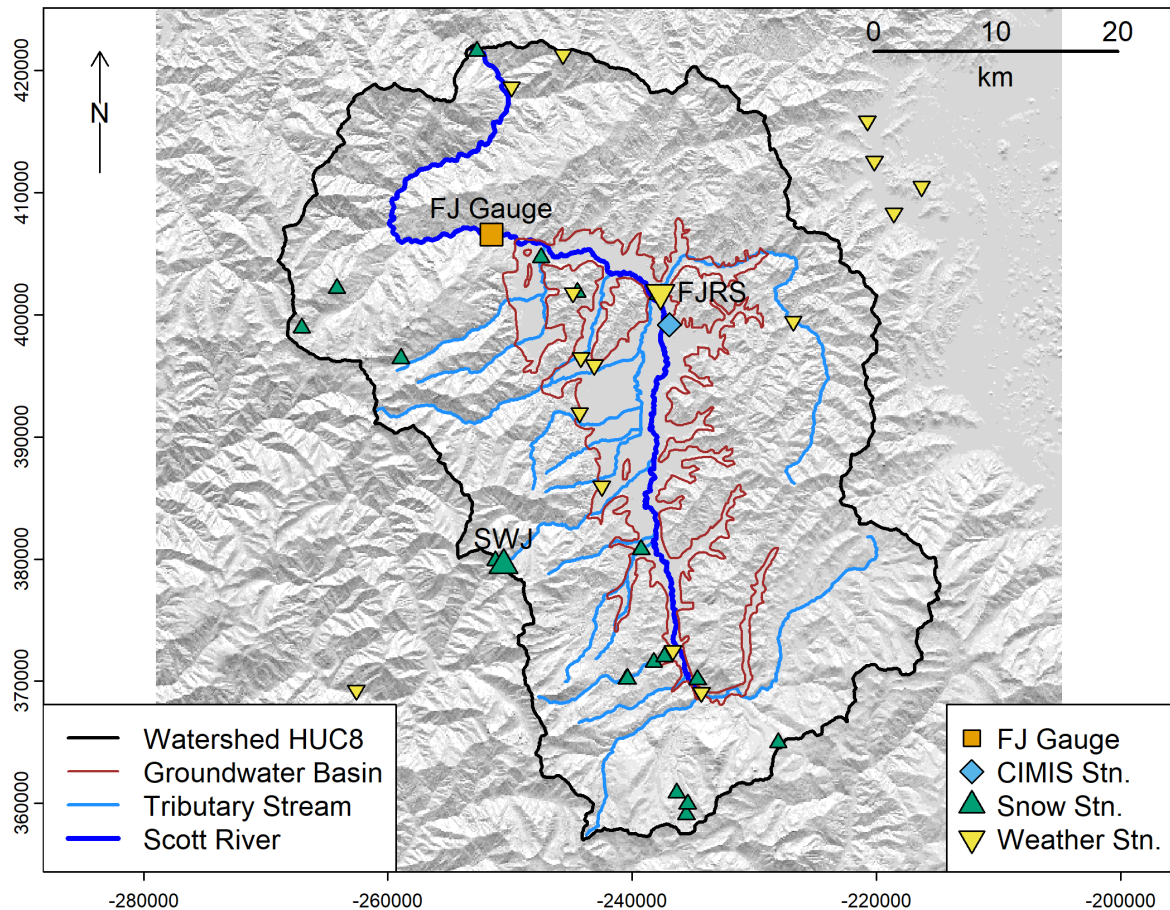 0 10 20
km
N
420000
410000
400000
390000
380000
370000
360000
FJ Gauge
FJRS
SWJ
Watershed HUC8
Groundwater Basin
Tributary Stream
Scott River
FJ Gauge
CIMIS Stn.
Snow Stn.
Weather Stn.
-280000 -260000 -240000 -220000 -200000